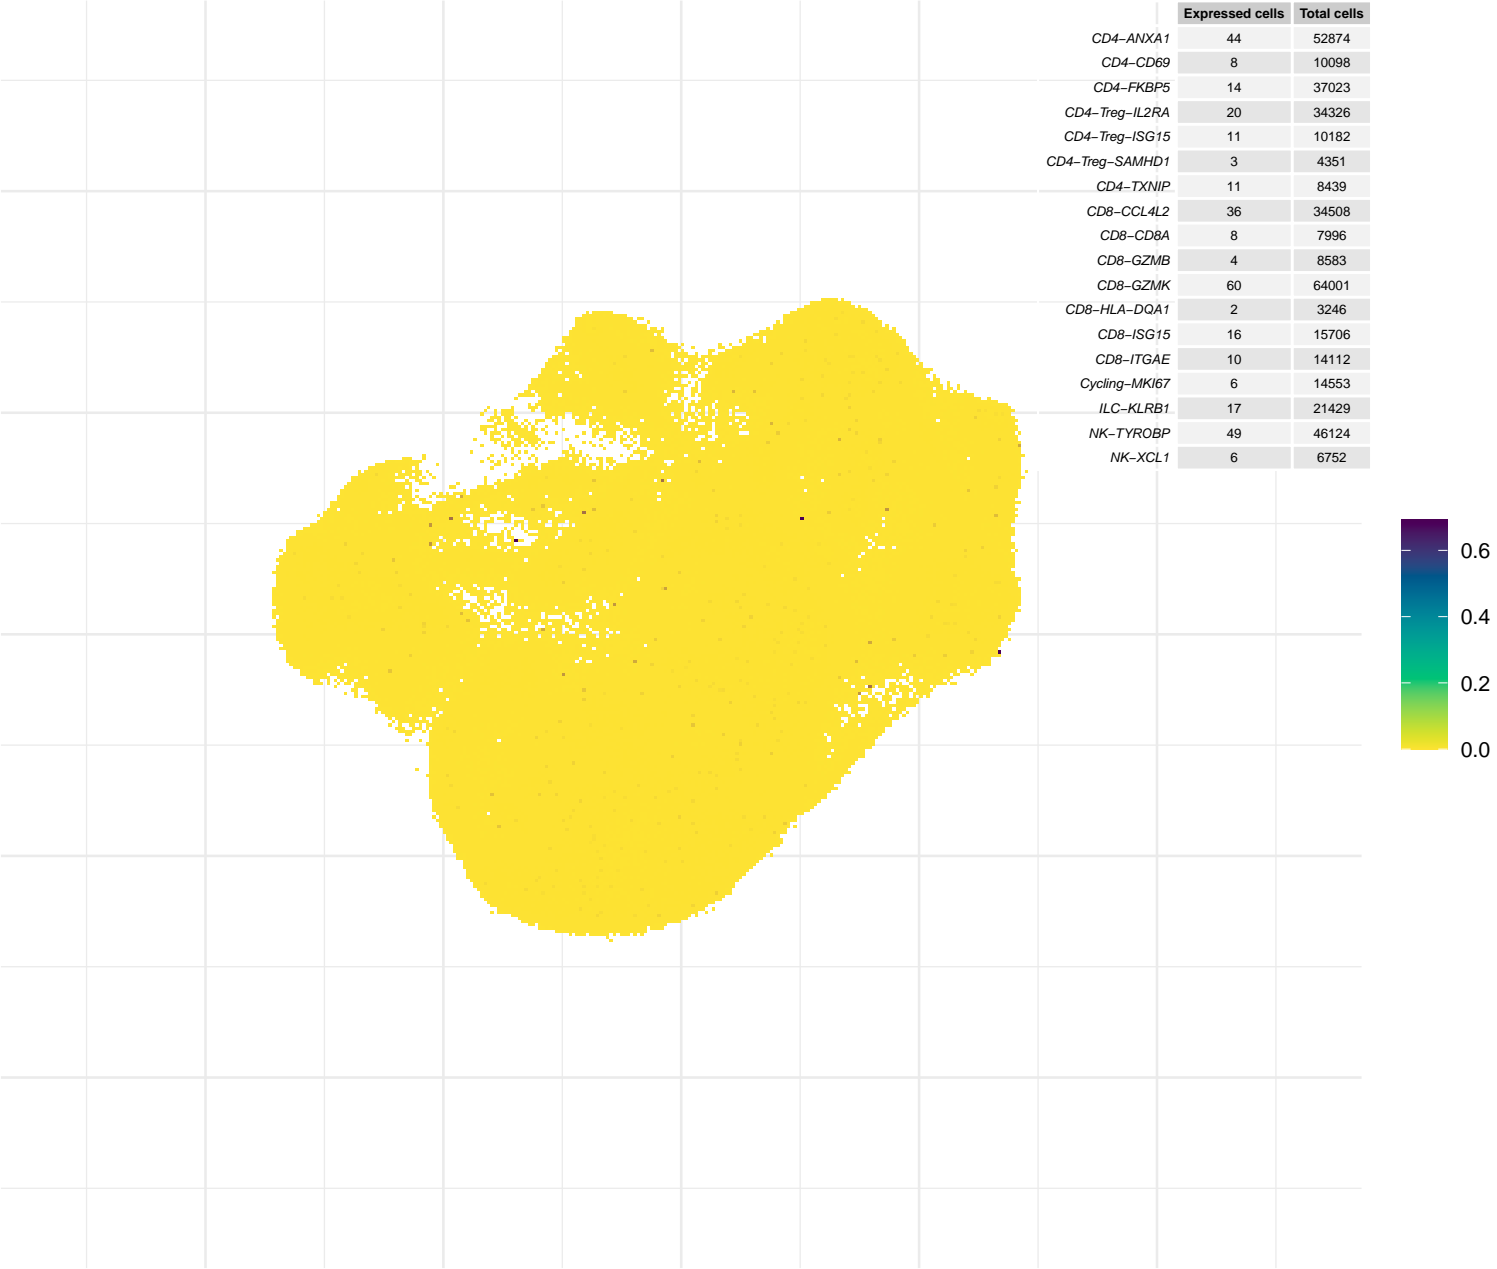 Expressed cells Total cells
CD4−ANXA1 44 52874
CD4−CD69 8 10098
CD4−FKBP5 14 37023
CD4−Treg−IL2RA 20 34326
CD4−Treg−ISG15 11 10182
CD4−Treg−SAMHD1 3 4351
CD4−TXNIP 11 8439
CD8−CCL4L2 36 34508
CD8−CD8A 8 7996
CD8−GZMB 4 8583
CD8−GZMK 60 64001
CD8−HLA−DQA1 2 3246
CD8−ISG15 16 15706
CD8−ITGAE 10 14112
Cycling−MKI67 6 14553
ILC−KLRB1 17 21429
NK−TYROBP 49 46124
NK−XCL1 6 6752
0.6
0.4
0.2
0.0